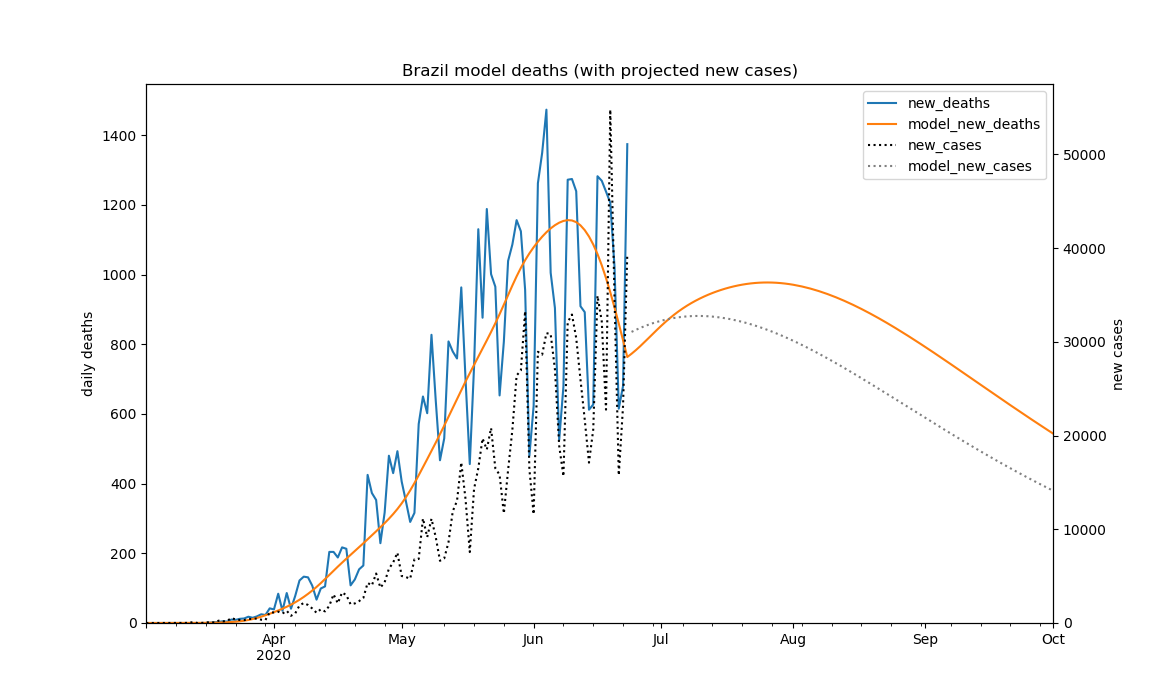 Brazil model deaths (with projected new cases)
new_deaths
model_new_deaths
new_cases
model_new_cases
daily deaths
1400
1200
1000
800
600
400
200
0
new cases
50000
40000
30000
20000
10000
0
Apr
2020
May
Jun
Jul
Aug
Sep
Oct